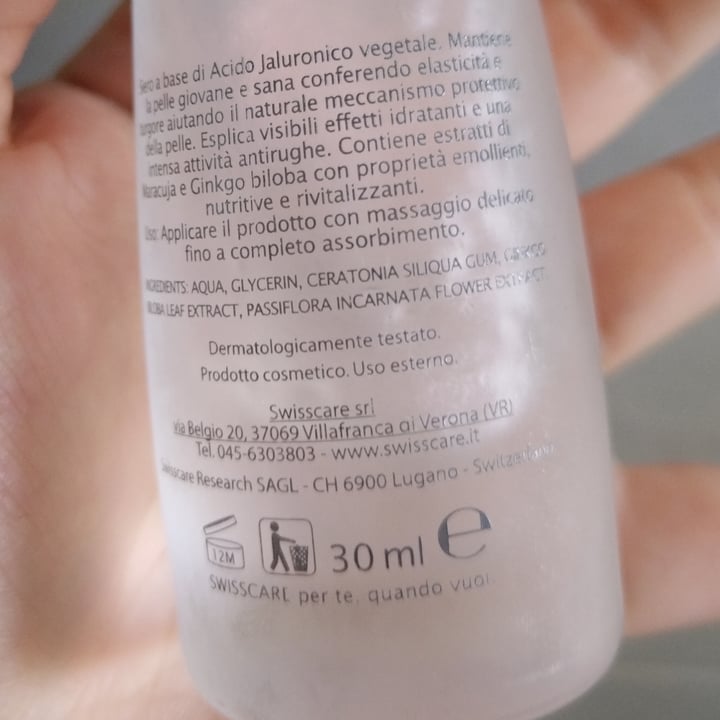 Siero a base di Acido Jaluronico vegetale. Mantiene
la pelle giovane e sana conferendo elasticità e
turgore aiutando il naturale meccanismo protettivo
della pelle. Esplica visibili effetti idratanti e una
intensa attività antirughe. Contiene estratti di
Maracuja e Ginkgo biloba con proprietà emollienti,
nutritive e rivitalizzanti.
Uso: Applicare il prodotto con massaggio delicato
fino a completo assorbimento.
INGREDIENTS: AQUA, GLYCERIN, CERATONIA SILIQUA GUM, GINKGO
BILOBA LEAF EXTRACT, PASSIFLORA INCARNATA FLOWER EXTRACT.
Dermatologicamente testato.
Prodotto cosmetico. Uso esterno.
Swisscare srl
via Belgio 20, 37069 Villafranca di Verona (VR)
Tel. 045-6303803 - www.swisscare.it
Swisscare Research SAGL - CH 6900 Lugano - Switzerland
12M
30 ml e
SWISSCARE per te, quando vuoi.